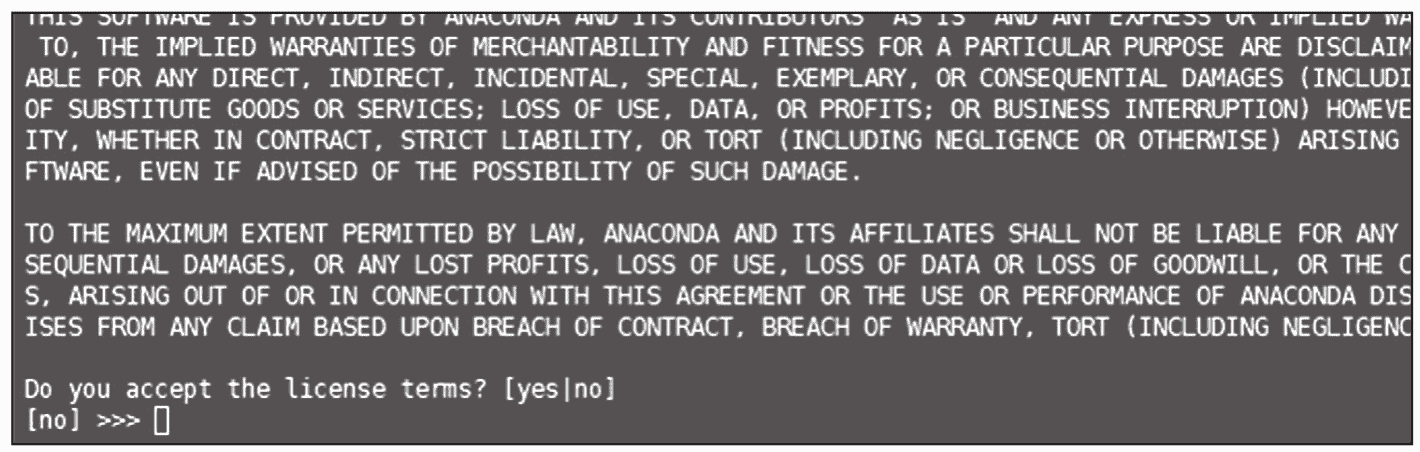 THIS SOFTWARE IS PROVIDED BY ANACONDA AND ITS CONTRIBUTORS "AS IS" AND ANY EXPRESS OR IMPLIED WA
TO, THE IMPLIED WARRANTIES OF MERCHANTABILITY AND FITNESS FOR A PARTICULAR PURPOSE ARE DISCLAIM
ABLE FOR ANY DIRECT, INDIRECT, INCIDENTAL, SPECIAL, EXEMPLARY, OR CONSEQUENTIAL DAMAGES (INCLUDI
OF SUBSTITUTE GOODS OR SERVICES; LOSS OF USE, DATA, OR PROFITS; OR BUSINESS INTERRUPTION) HOWEVE
ITY, WHETHER IN CONTRACT, STRICT LIABILITY, OR TORT (INCLUDING NEGLIGENCE OR OTHERWISE) ARISING
FTWARE, EVEN IF ADVISED OF THE POSSIBILITY OF SUCH DAMAGE.
TO THE MAXIMUM EXTENT PERMITTED BY LAW, ANACONDA AND ITS AFFILIATES SHALL NOT BE LIABLE FOR ANY
SEQUENTIAL DAMAGES, OR ANY LOST PROFITS, LOSS OF USE, LOSS OF DATA OR LOSS OF GOODWILL, OR THE C
S, ARISING OUT OF OR IN CONNECTION WITH THIS AGREEMENT OR THE USE OR PERFORMANCE OF ANACONDA DIS
ISES FROM ANY CLAIM BASED UPON BREACH OF CONTRACT, BREACH OF WARRANTY, TORT (INCLUDING NEGLIGENC
Do you accept the license terms? [yes|no]
[no] >>>